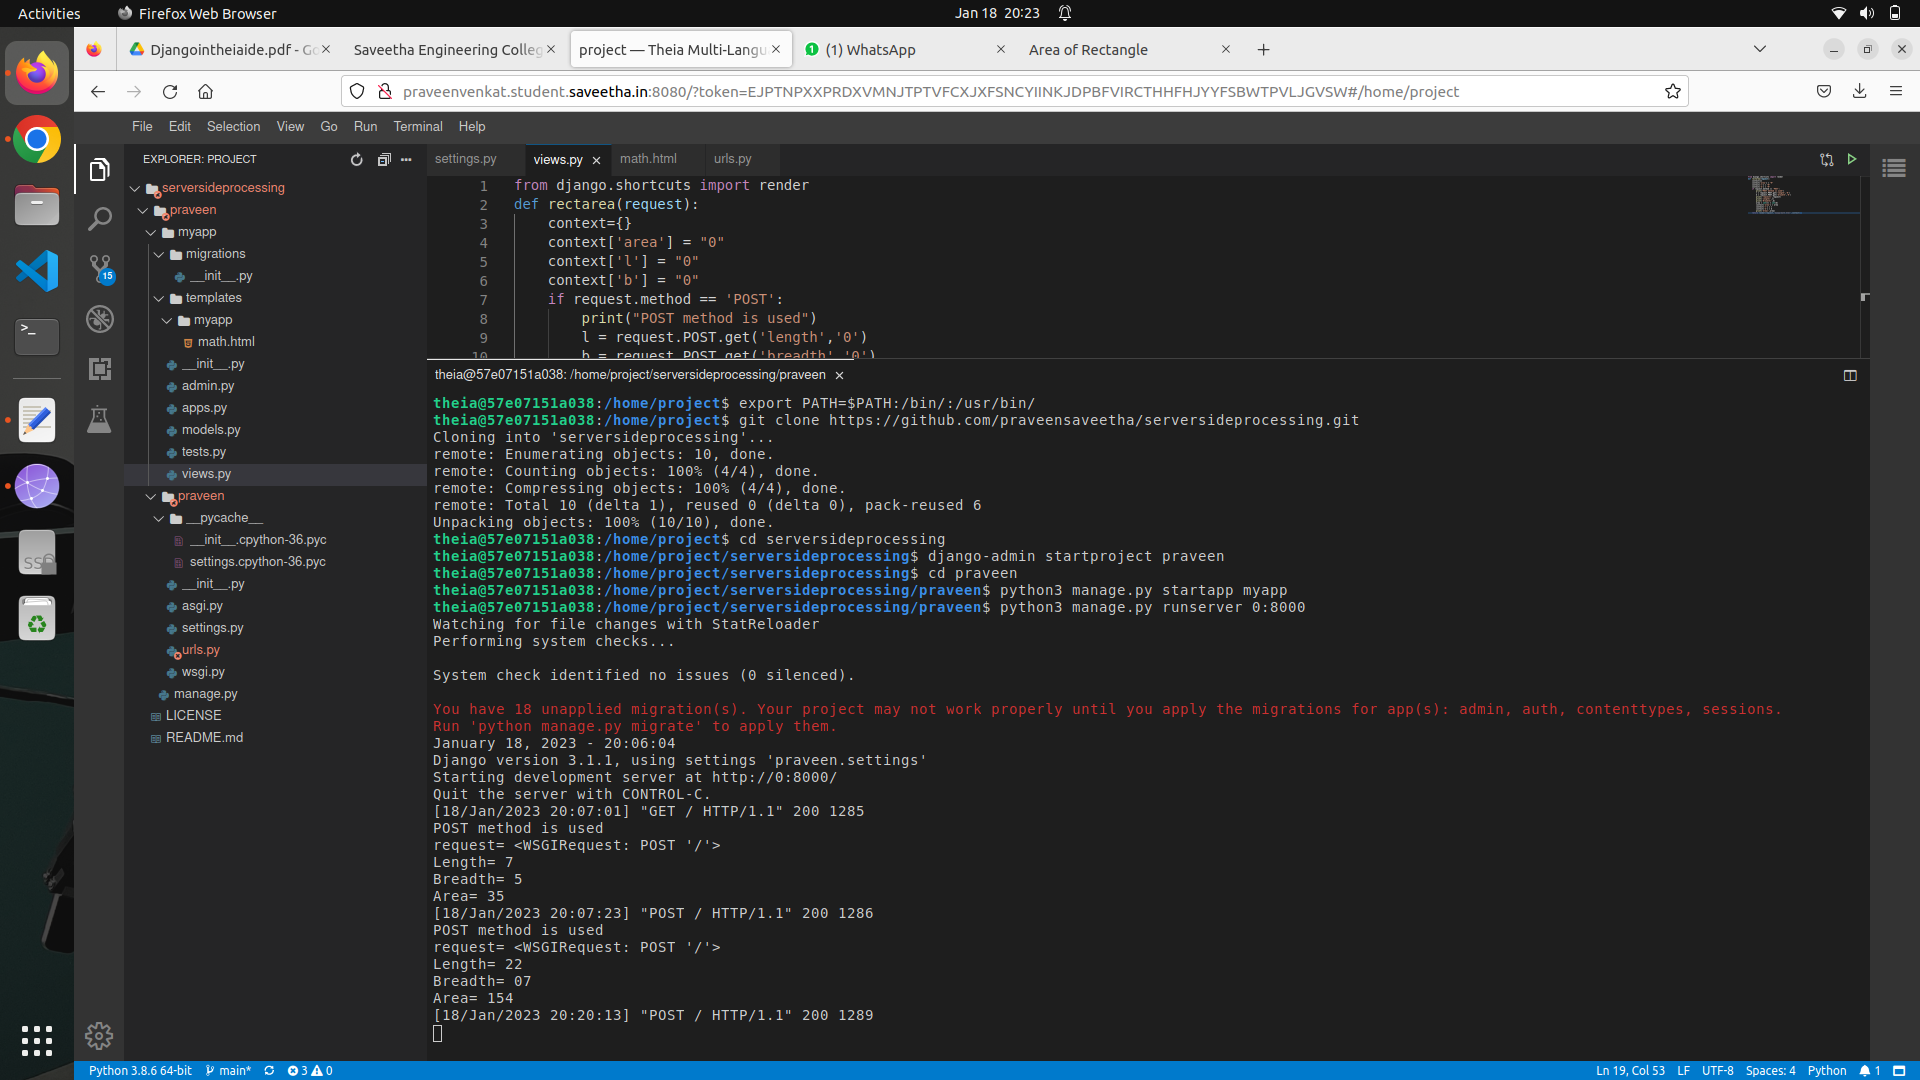 Activities
Firefox Web Browser
Jan 18 20:23
Djangointheiaide.pdf - Go
Saveetha Engineering Colleg
project — Theia Multi-Langu
(1) WhatsApp
Area of Rectangle
praveenvenkat.student.saveetha.in:8080/?token=EJPTNPXXPRDXVMNJTPTVFCXJXFSNCYIINKJDPBFVIRCTHHFHJYYFSBWTPVLJGVSW#/home/project
File Edit Selection View Go Run Terminal Help
EXPLORER: PROJECT
serversideprocessing
praveen
myapp
migrations
__init__.py
templates
myapp
math.html
__init__.py
admin.py
apps.py
models.py
tests.py
views.py
praveen
__pycache__
__init__.cpython-36.pyc
settings.cpython-36.pyc
__init__.py
asgi.py
settings.py
urls.py
wsgi.py
manage.py
LICENSE
README.md
15
settings.py
views.py
math.html
urls.py
1 from django.shortcuts import render
2 def rectarea(request):
3 context={}
4 context['area'] = "0"
5 context['l'] = "0"
6 context['b'] = "0"
7 if request.method == 'POST':
8 print("POST method is used")
9 l = request.POST.get('length','0')
10 b = request.POST.get('breadth','0')
theia@57e07151a038: /home/project/serversideprocessing/praveen
theia@57e07151a038:/home/project$ export PATH=$PATH:/bin/:/usr/bin/
theia@57e07151a038:/home/project$ git clone https://github.com/praveensaveetha/serversideprocessing.git
Cloning into 'serversideprocessing'...
remote: Enumerating objects: 10, done.
remote: Counting objects: 100% (4/4), done.
remote: Compressing objects: 100% (4/4), done.
remote: Total 10 (delta 1), reused 0 (delta 0), pack-reused 6
Unpacking objects: 100% (10/10), done.
theia@57e07151a038:/home/project$ cd serversideprocessing
theia@57e07151a038:/home/project/serversideprocessing$ django-admin startproject praveen
theia@57e07151a038:/home/project/serversideprocessing$ cd praveen
theia@57e07151a038:/home/project/serversideprocessing/praveen$ python3 manage.py startapp myapp
theia@57e07151a038:/home/project/serversideprocessing/praveen$ python3 manage.py runserver 0:8000
Watching for file changes with StatReloader
Performing system checks...
System check identified no issues (0 silenced).
You have 18 unapplied migration(s). Your project may not work properly until you apply the migrations for app(s): admin, auth, contenttypes, sessions.
Run 'python manage.py migrate' to apply them.
January 18, 2023 - 20:06:04
Django version 3.1.1, using settings 'praveen.settings'
Starting development server at http://0:8000/
Quit the server with CONTROL-C.
[18/Jan/2023 20:07:01] "GET / HTTP/1.1" 200 1285
POST method is used
request= <WSGIRequest: POST '/'>
Length= 7
Breadth= 5
Area= 35
[18/Jan/2023 20:07:23] "POST / HTTP/1.1" 200 1286
POST method is used
request= <WSGIRequest: POST '/'>
Length= 22
Breadth= 07
Area= 154
[18/Jan/2023 20:20:13] "POST / HTTP/1.1" 200 1289
Python 3.8.6 64-bit main* 3 0
Ln 19, Col 53 LF UTF-8 Spaces: 4 Python 1